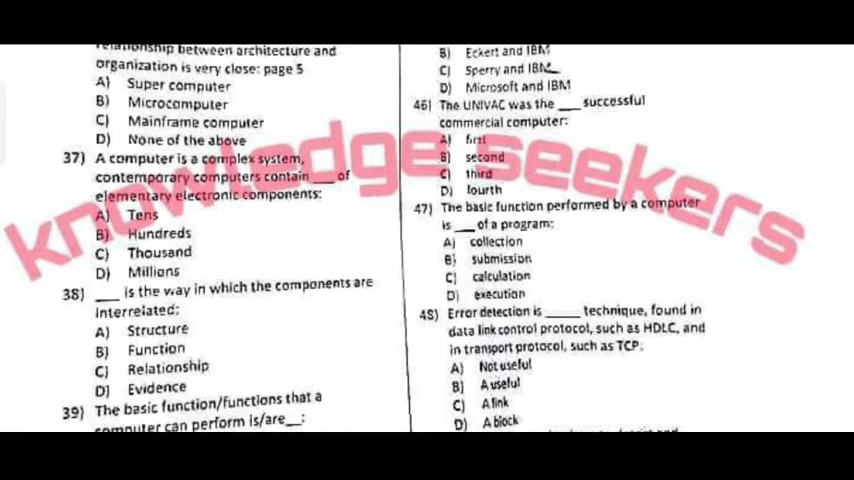 relationship between architecture and
organization is very close: page 5
A) Super computer
B) Microcomputer
C) Mainframe computer
D) None of the above
37) A computer is a complex system,
contemporary computers contain ___ of
elementary electronic components:
A) Tens
B) Hundreds
C) Thousand
D) Millions
38) ___ is the way in which the components are
interrelated:
A) Structure
B) Function
C) Relationship
D) Evidence
39) The basic function/functions that a
computer can perform is/are__:
B) Eckert and IBM
C) Sperry and IBM
D) Microsoft and IBM
46) The UNIVAC was the ___ successful
commercial computer:
A) first
B) second
C) third
D) fourth
47) The basic function performed by a computer
is ___ of a program:
A) collection
B) submission
C) calculation
D) execution
48) Error detection is _____ technique, found in
data link control protocol, such as HDLC, and
in transport protocol, such as TCP:
A) Not useful
B) A useful
C) A link
D) A block
knowledge seekers